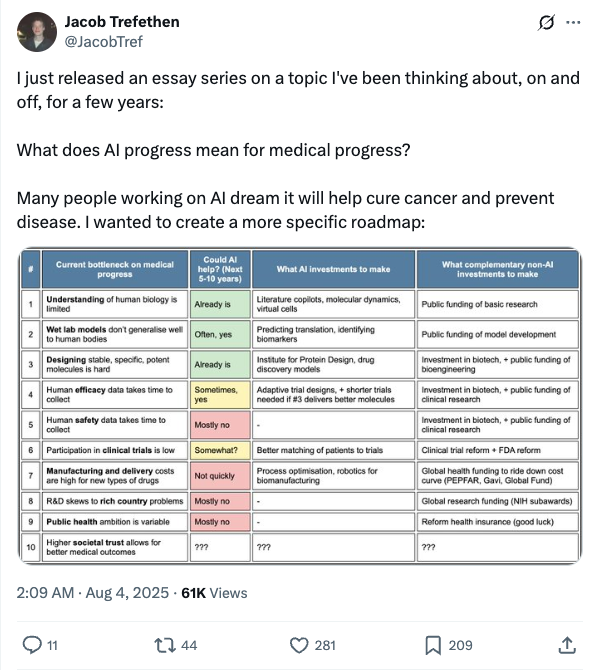 Jacob Trefethen
@JacobTref
I just released an essay series on a topic I've been thinking about, on and
off, for a few years:
What does AI progress mean for medical progress?
Many people working on AI dream it will help cure cancer and prevent
disease. I wanted to create a more specific roadmap:
# Current bottleneck on medical progress Could AI help? (Next 5-10 years) What AI investments to make What complementary non-AI investments to make
1 Understanding of human biology is limited Already is Literature copilots, molecular dynamics, virtual cells Public funding of basic research
2 Wet lab models don't generalise well to human bodies Often, yes Predicting translation, identifying biomarkers Public funding of model development
3 Designing stable, specific, potent molecules is hard Already is Institute for Protein Design, drug discovery models Investment in biotech, + public funding of bioengineering
4 Human efficacy data takes time to collect Sometimes, yes Adaptive trial designs, + shorter trials needed if #3 delivers better molecules Investment in biotech, + public funding of clinical research
5 Human safety data takes time to collect Mostly no - Investment in biotech, + public funding of clinical research
6 Participation in clinical trials is low Somewhat? Better matching of patients to trials Clinical trial reform + FDA reform
7 Manufacturing and delivery costs are high for new types of drugs Not quickly Process optimisation, robotics for biomanufacturing Global health funding to ride down cost curve (PEPFAR, Gavi, Global Fund)
8 R&D skews to rich country problems Mostly no - Global research funding (NIH subawards)
9 Public health ambition is variable Mostly no - Reform health insurance (good luck)
10 Higher societal trust allows for better medical outcomes ??? ??? ???
2:09 AM · Aug 4, 2025 · 61K Views
11 44 281 209